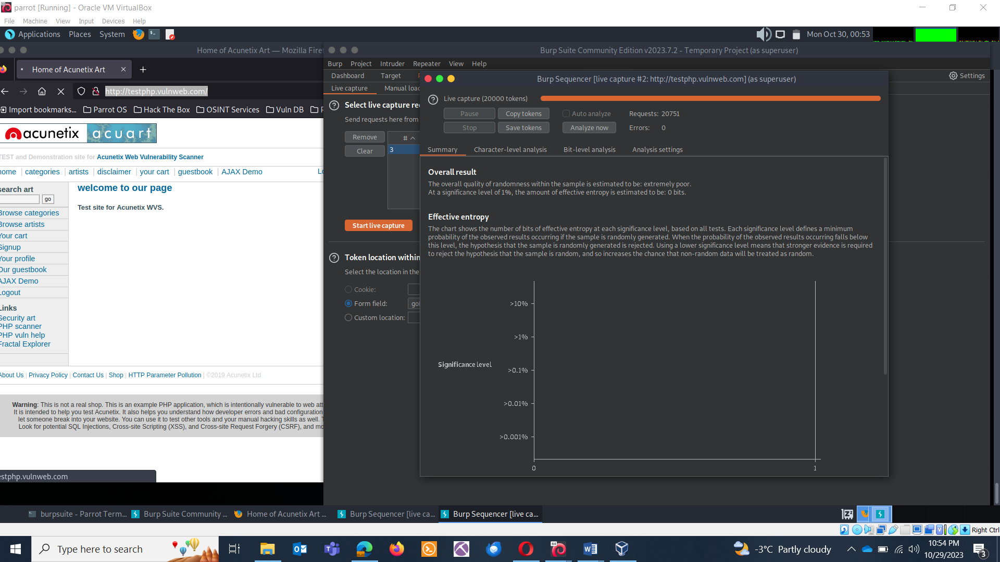 parrot [Running] - Oracle VM VirtualBox
File Machine View Input Devices Help
Applications Places System
Mon Oct 30, 00:53
Home of Acunetix Art — Mozilla Firef
Home of Acunetix Art
http://testphp.vulnweb.com/
Import bookmarks... Parrot OS Hack The Box OSINT Services Vuln DB
acunetix acuart
TEST and Demonstration site for Acunetix Web Vulnerability Scanner
home | categories | artists | disclaimer | your cart | guestbook | AJAX Demo
Lo
search art
go
Browse categories
Browse artists
Your cart
Signup
Your profile
Our guestbook
AJAX Demo
Logout
Links
Security art
PHP scanner
PHP vuln help
Fractal Explorer
welcome to our page
Test site for Acunetix WVS.
About Us | Privacy Policy | Contact Us | Shop | HTTP Parameter Pollution | ©2019 Acunetix Ltd
Warning: This is not a real shop. This is an example PHP application, which is intentionally vulnerable to web att
It is intended to help you test Acunetix. It also helps you understand how developer errors and bad configuration
let someone break into your website. You can use it to test other tools and your manual hacking skills as well. T
Look for potential SQL Injections, Cross-site Scripting (XSS), and Cross-site Request Forgery (CSRF), and mo
estphp.vulnweb.com
Burp Suite Community Edition v2023.7.2 - Temporary Project (as superuser)
Burp Project Intruder Repeater View Help
Dashboard Target
Settings
Live capture Manual load
Select live capture req
Send requests here from
Remove
Clear
#
3
Start live capture
Token location within
Select the location in the
Cookie:
Form field: gol
Custom location:
Burp Sequencer [live capture #2: http://testphp.vulnweb.com] (as superuser)
Live capture (20000 tokens)
Pause Copy tokens Auto analyze Requests: 20751
Stop Save tokens Analyze now Errors: 0
Summary Character-level analysis Bit-level analysis Analysis settings
Overall result
The overall quality of randomness within the sample is estimated to be: extremely poor.
At a significance level of 1%, the amount of effective entropy is estimated to be: 0 bits.
Effective entropy
The chart shows the number of bits of effective entropy at each significance level, based on all tests. Each significance level defines a minimum
probability of the observed results occurring if the sample is randomly generated. When the probability of the observed results occurring falls below
this level, the hypothesis that the sample is randomly generated is rejected. Using a lower significance level means that stronger evidence is required
to reject the hypothesis that the sample is random, and so increases the chance that non-random data will be treated as random.
>10%
>1%
Significance level
>0.1%
>0.01%
>0.001%
0 1
burpsuite - Parrot Term... Burp Suite Community ... Home of Acunetix Art ... Burp Sequencer [live ca... Burp Sequencer [live ca...
Right Ctrl
Type here to search
-3°C Partly cloudy
10:54 PM
10/29/2023
3